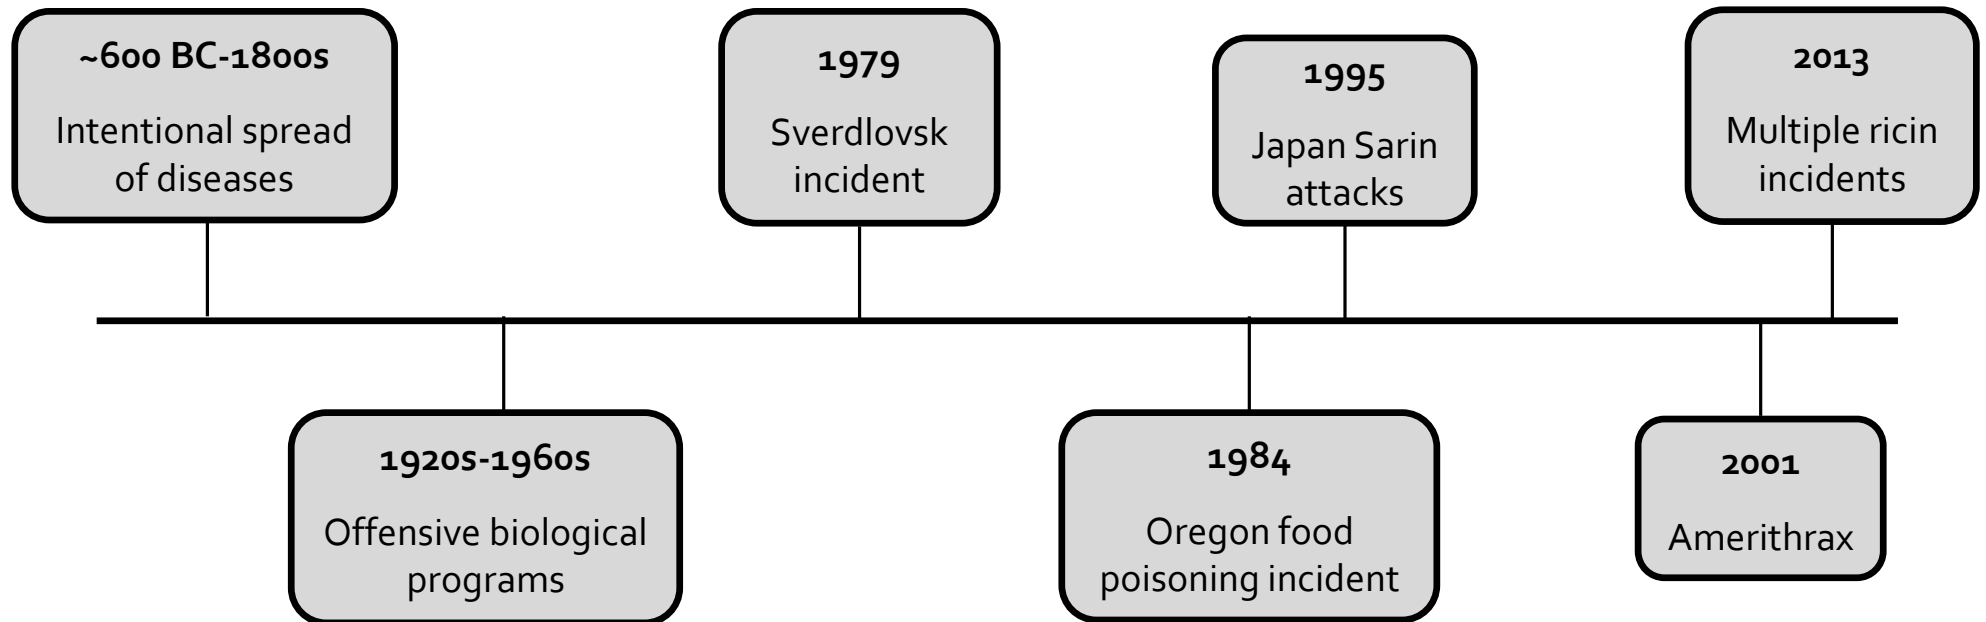 ~600 BC-1800s
Intentional spread
of diseases
1979
Sverdlovsk
incident
1995
Japan Sarin
attacks
2013
Multiple ricin
incidents
1920s-1960s
Offensive biological
programs
1984
Oregon food
poisoning incident
2001
Amerithrax